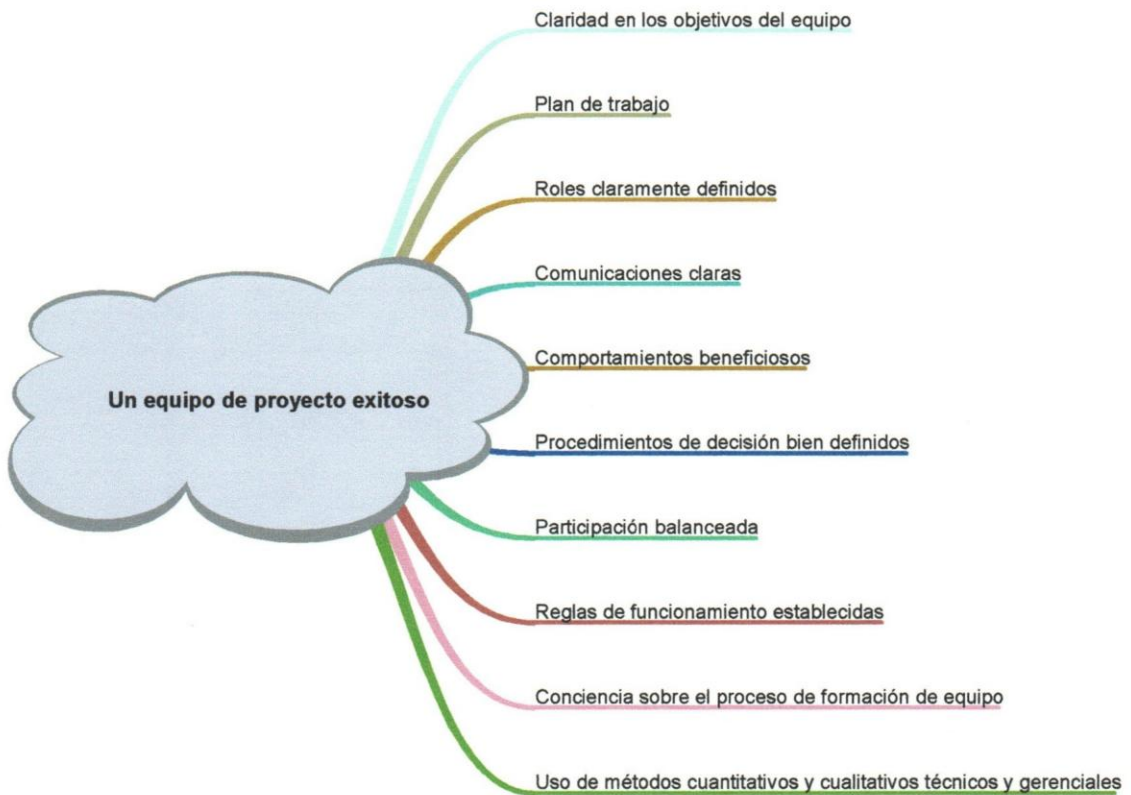 Claridad en los objetivos del equipo
Plan de trabajo
Roles claramente definidos
Comunicaciones claras
Comportamientos beneficiosos
Un equipo de proyecto exitoso
Procedimientos de decisión bien definidos
Participación balanceada
Reglas de funcionamiento establecidas
Conciencia sobre el proceso de formación de equipo
Uso de métodos cuantitativos y cualitativos técnicos y gerenciales